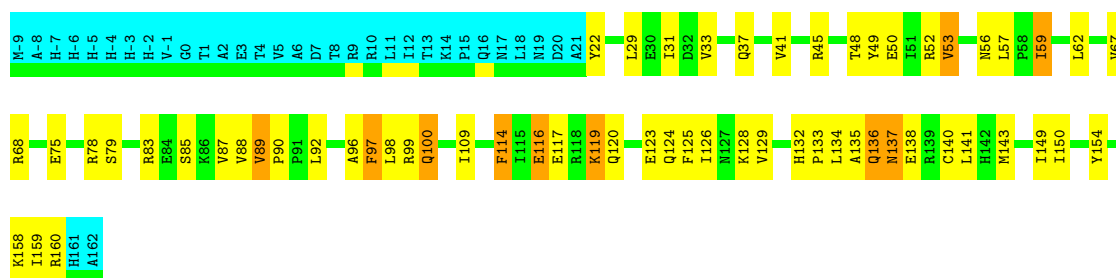 M-9 A-8 H-7 H-6 H-5 H-4 H-3 H-2 V-1 G0 T1 A2 E3 T4 V5 A6 D7 T8 R9 R10 L11 I12 T13 K14 P15 Q16 N17 L18 N19 D20 A21 Y22 L29 E30 I31 D32 V33 Q37 V41 R45 T48 Y49 E50 I51 R52 V53 N56 L57 P58 I59 L62 V67
R68 E75 R78 S79 R83 E84 S85 K86 V87 V88 V89 P90 P91 L92 A96 F97 L98 R99 Q100 I109 F114 I115 E116 E117 R118 K119 Q120 E123 Q124 F125 I126 N127 K128 V129 H132 P133 L134 A135 Q136 N137 E138 R139 C140 L141 H142 M143 I149 I150 Y154
K158 I159 R160 H161 A162